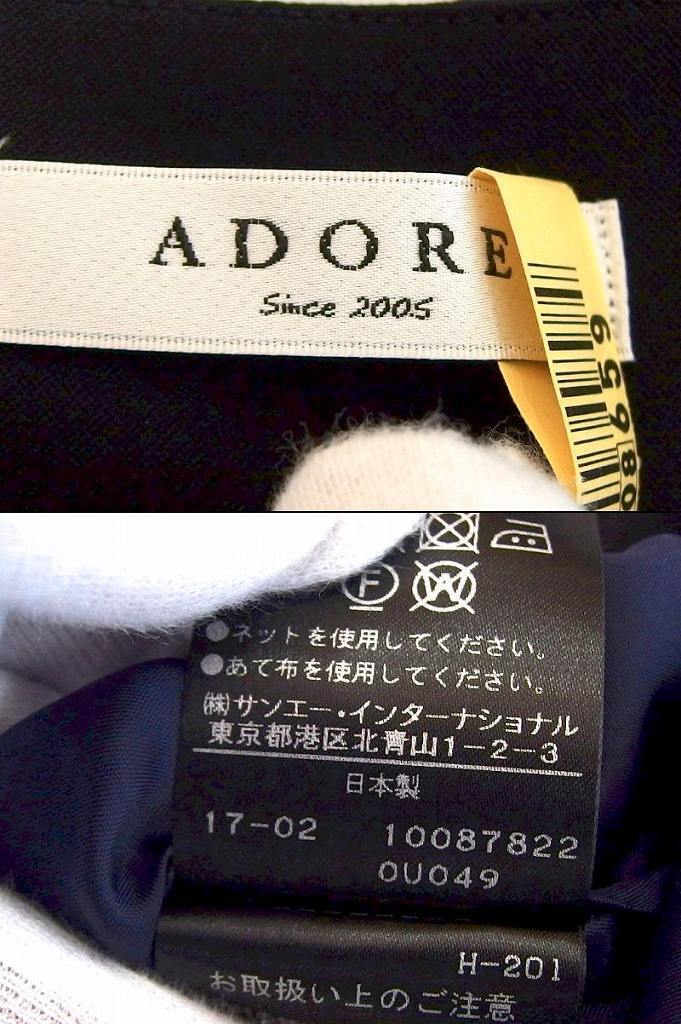 ADORE
Since 2005
08659
F
W
●ネットを使用してください。
●あて布を使用してください。
㈱サンエー・インターナショナル
東京都港区北青山1-2-3
日本製
17-02 10087822
0U049
H-201
お取扱い上のご注意